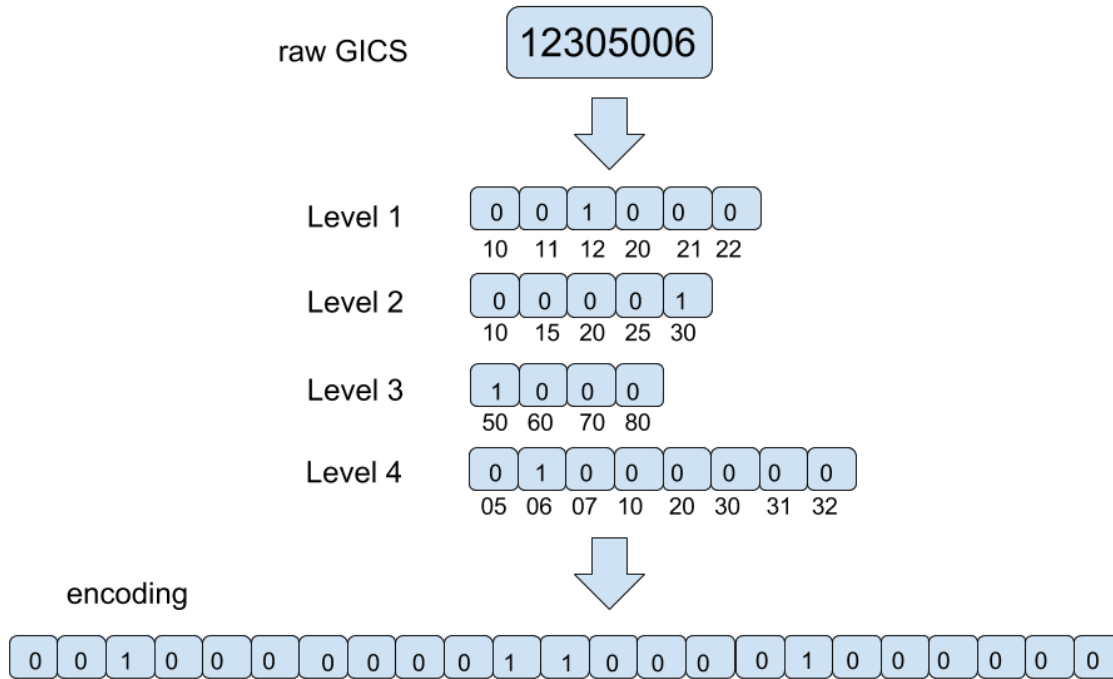 raw GICS 12305006
Level 1 0 0 1 0 0 0
10 11 12 20 21 22
Level 2 0 0 0 0 1
10 15 20 25 30
Level 3 1 0 0 0
50 60 70 80
Level 4 0 1 0 0 0 0 0 0
05 06 07 10 20 30 31 32
encoding
0 0 1 0 0 0 0 0 0 0 1 1 0 0 0 0 1 0 0 0 0 0 0